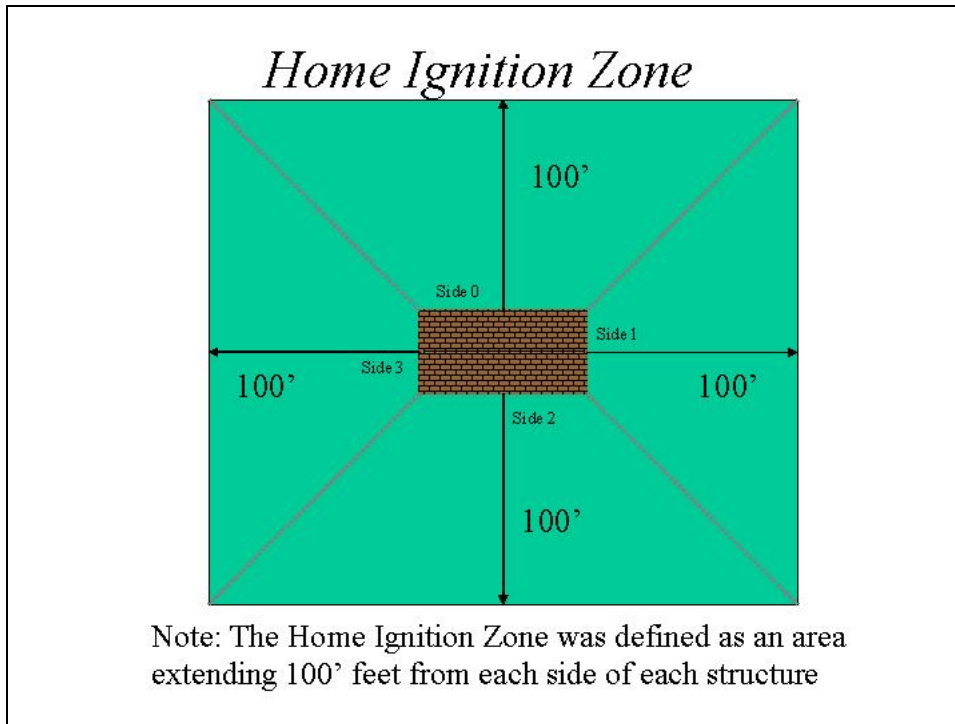 Home Ignition Zone
100’
Side 0
Side 1
Side 3
100’
100’
Side 2
100’
Note: The Home Ignition Zone was defined as an area
extending 100’ feet from each side of each structure